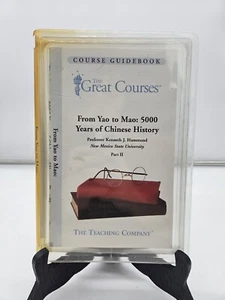 COURSE GUIDEBOOK
THE
Great Courses™
From Yao to Mao: 5000
Years of Chinese History
Professor Kenneth J. Hammond
New Mexico State University
Part II
THE TEACHING COMPANY®
From Yao to Mao: